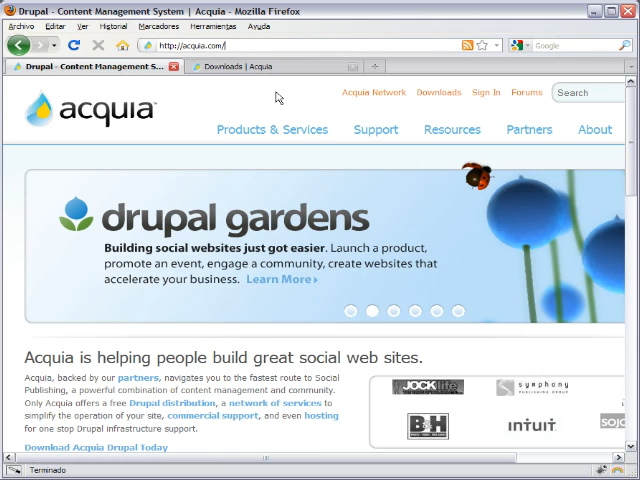 Drupal - Content Management System | Acquia - Mozilla Firefox
Archivo Editar Ver Historial Marcadores Herramientas Ayuda
http://acquia.com/
Google
Drupal - Content Management S... Downloads | Acquia
Acquia Network Downloads Sign In Forums Search
acquia™
Products & Services Support Resources Partners About
drupal gardens
Building social websites just got easier. Launch a product,
promote an event, engage a community, create websites that
accelerate your business. Learn More
Acquia is helping people build great social web sites.
Acquia, backed by our partners, navigates you to the fastest route to Social
Publishing, a powerful combination of content management and community.
Only Acquia offers a free Drupal distribution, a network of services to
simplify the operation of your site, commercial support, and even hosting
for one stop Drupal infrastructure support.
Download Acquia Drupal Today
JOCKlife symphony
B&H intuit SOJO
Terminado